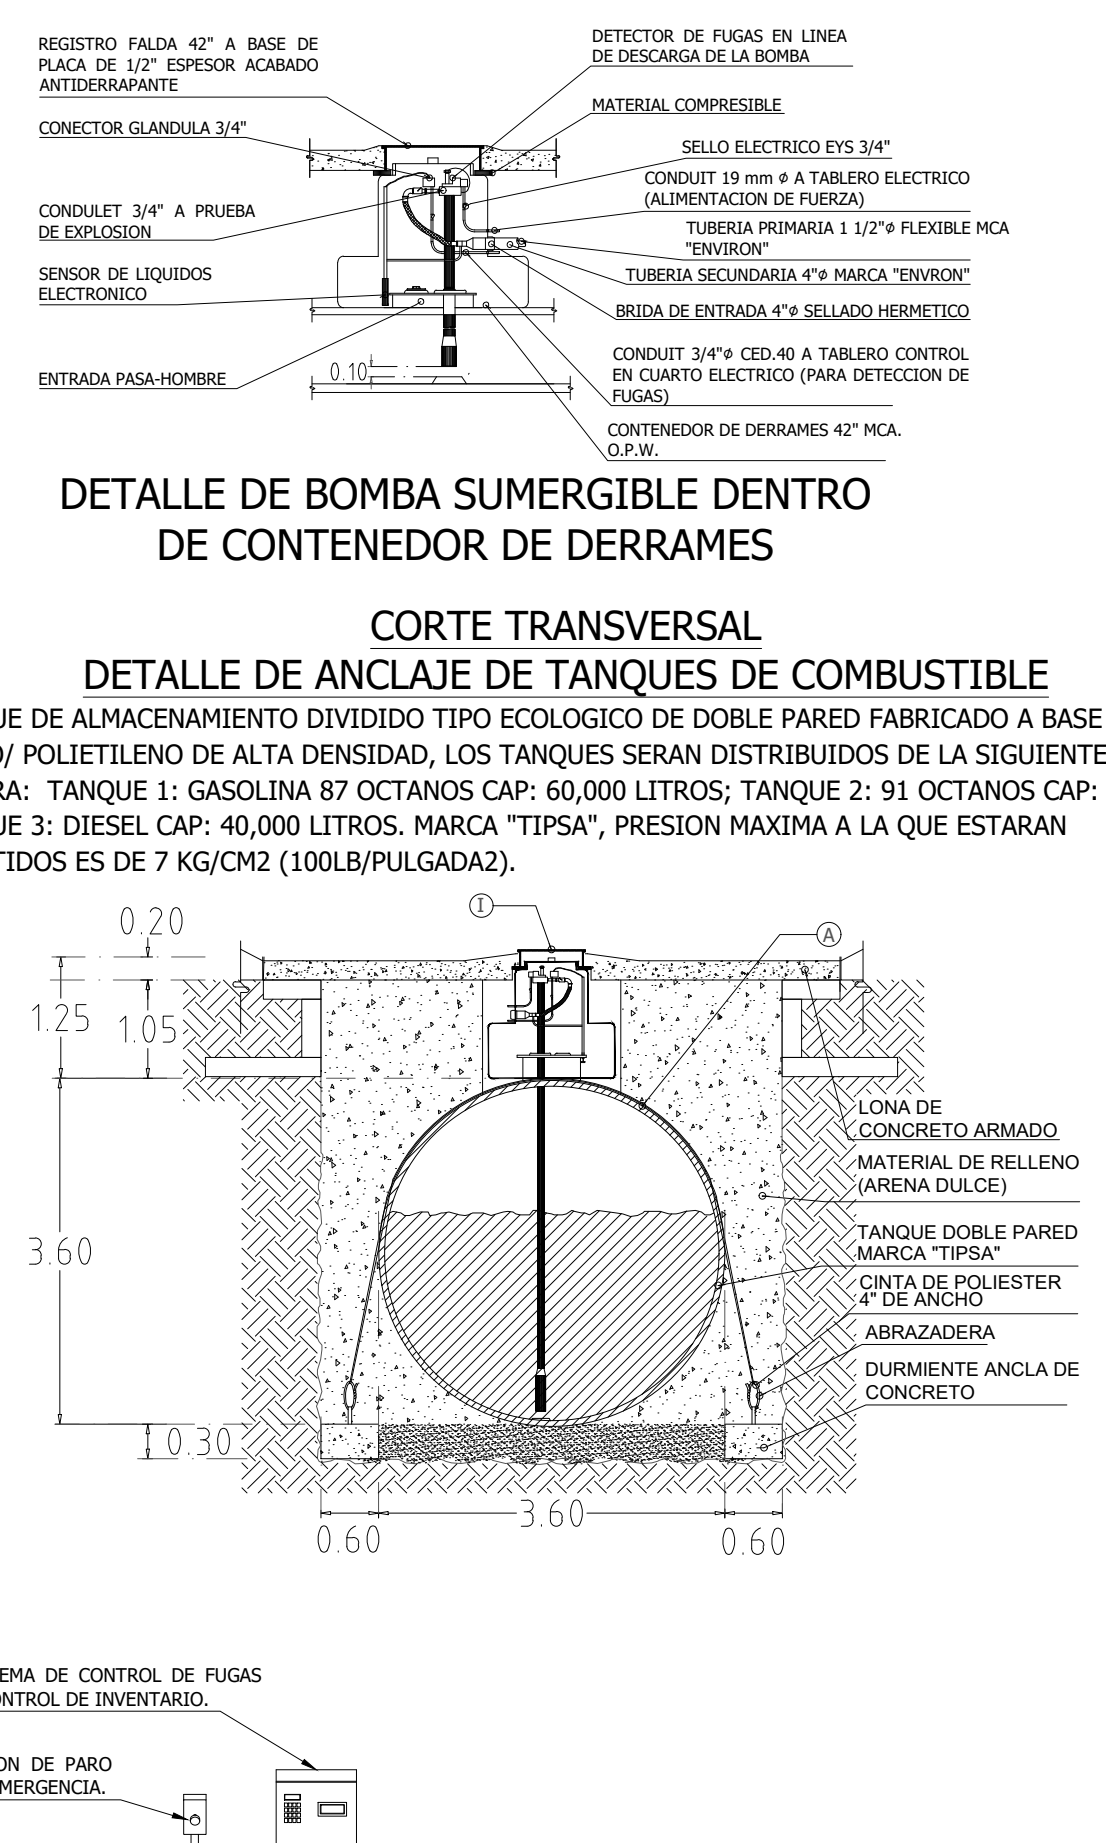 REGISTRO FALDA 42" A BASE DE
PLACA DE 1/2" ESPESOR ACABADO
ANTIDERRAPANTE
CONECTOR GLANDULA 3/4"
CONDULET 3/4" A PRUEBA
DE EXPLOSION
SENSOR DE LIQUIDOS
ELECTRONICO
ENTRADA PASA-HOMBRE
0.10
DETECTOR DE FUGAS EN LINEA
DE DESCARGA DE LA BOMBA
MATERIAL COMPRESIBLE
SELLO ELECTRICO EYS 3/4"
CONDUIT 19 mm ⌀ A TABLERO ELECTRICO
(ALIMENTACION DE FUERZA)
TUBERIA PRIMARIA 1 1/2"⌀ FLEXIBLE MCA
"ENVIRON"
TUBERIA SECUNDARIA 4"⌀ MARCA "ENVRON"
BRIDA DE ENTRADA 4"⌀ SELLADO HERMETICO
CONDUIT 3/4"⌀ CED.40 A TABLERO CONTROL
EN CUARTO ELECTRICO (PARA DETECCION DE
FUGAS)
CONTENEDOR DE DERRAMES 42" MCA.
O.P.W.
DETALLE DE BOMBA SUMERGIBLE DENTRO
DE CONTENEDOR DE DERRAMES
CORTE TRANSVERSAL
DETALLE DE ANCLAJE DE TANQUES DE COMBUSTIBLE
UE DE ALMACENAMIENTO DIVIDIDO TIPO ECOLOGICO DE DOBLE PARED FABRICADO A BASE
O/ POLIETILENO DE ALTA DENSIDAD, LOS TANQUES SERAN DISTRIBUIDOS DE LA SIGUIENTE
RA: TANQUE 1: GASOLINA 87 OCTANOS CAP: 60,000 LITROS; TANQUE 2: 91 OCTANOS CAP:
UE 3: DIESEL CAP: 40,000 LITROS. MARCA "TIPSA", PRESION MAXIMA A LA QUE ESTARAN
TIDOS ES DE 7 KG/CM2 (100LB/PULGADA2).
I
A
0.20
1.25
1.05
3.60
0.30
0.60
3.60
0.60
LONA DE
CONCRETO ARMADO
MATERIAL DE RELLENO
(ARENA DULCE)
TANQUE DOBLE PARED
MARCA "TIPSA"
CINTA DE POLIESTER
4" DE ANCHO
ABRAZADERA
DURMIENTE ANCLA DE
CONCRETO
EMA DE CONTROL DE FUGAS
ONTROL DE INVENTARIO.
ON DE PARO
MERGENCIA.